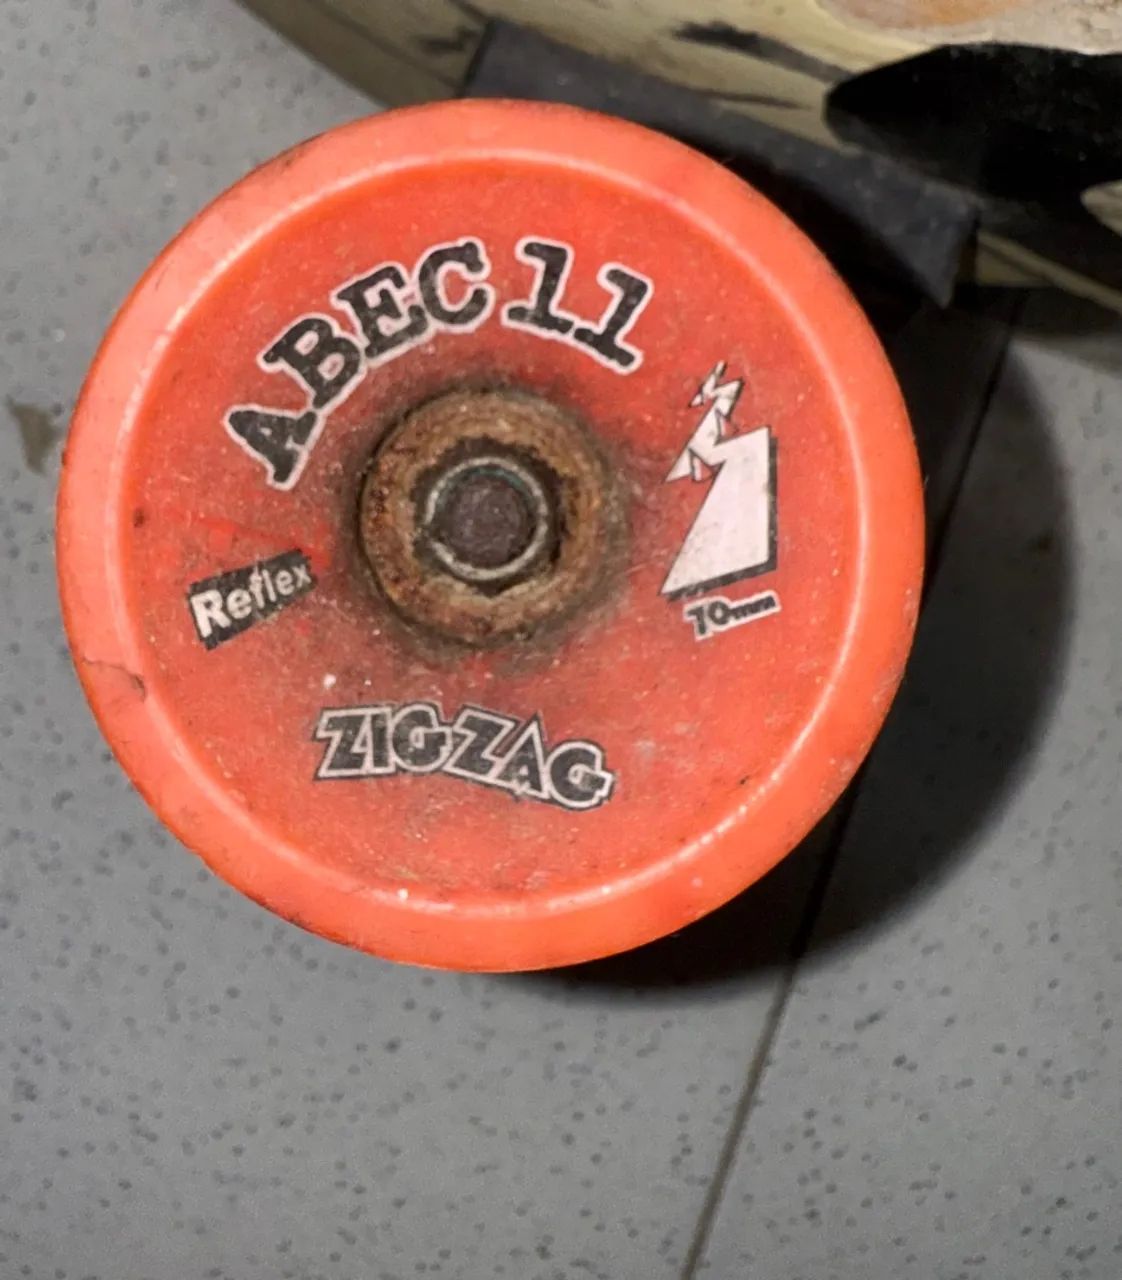 ABEC 11
Reflex
70mm
ZIGZAG